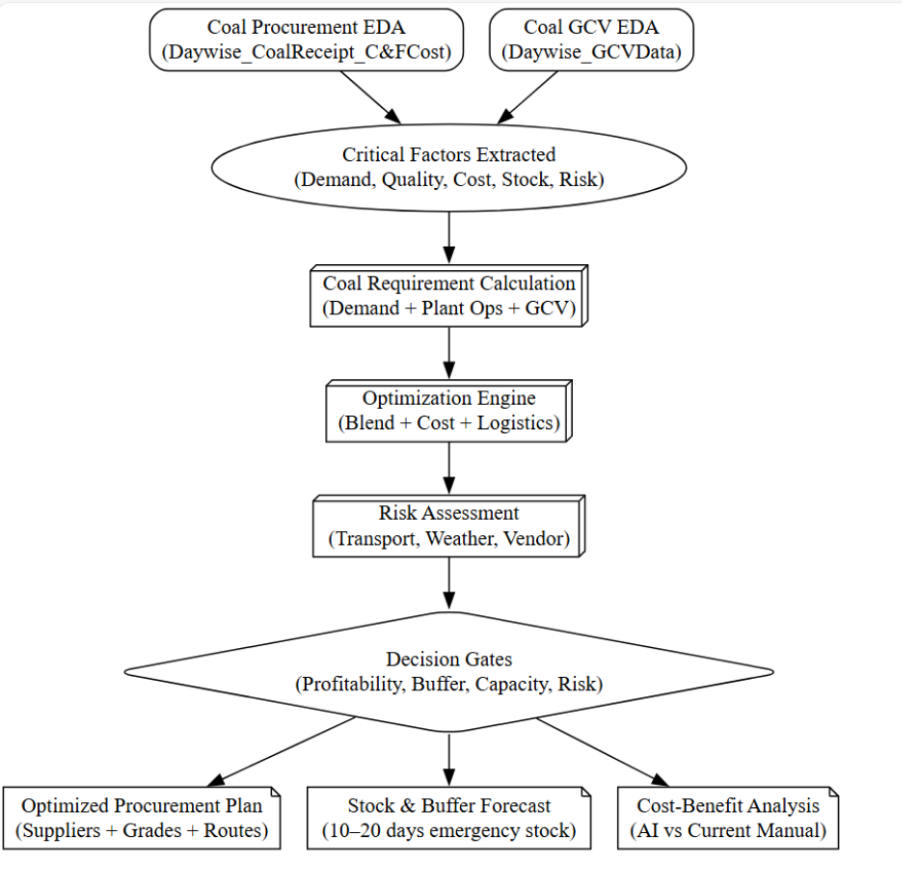 Coal Procurement EDA
(Daywise_CoalReceipt_C&FCost)
Coal GCV EDA
(Daywise_GCVData)
Critical Factors Extracted
(Demand, Quality, Cost, Stock, Risk)
Coal Requirement Calculation
(Demand + Plant Ops + GCV)
Optimization Engine
(Blend + Cost + Logistics)
Risk Assessment
(Transport, Weather, Vendor)
Decision Gates
(Profitability, Buffer, Capacity, Risk)
Optimized Procurement Plan
(Suppliers + Grades + Routes)
Stock & Buffer Forecast
(10–20 days emergency stock)
Cost-Benefit Analysis
(AI vs Current Manual)